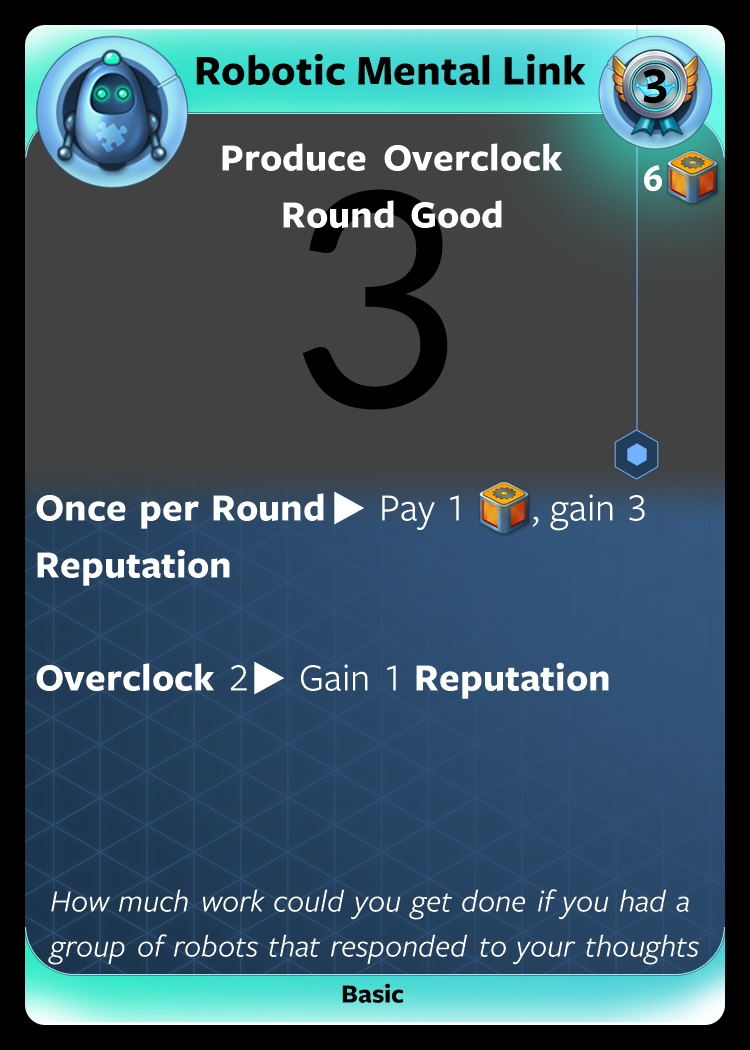 Robotic Mental Link
3
Produce Overclock
6
Round Good
3
Once per Round▶ Pay 1 , gain 3
Reputation
Overclock 2▶ Gain 1 Reputation
How much work could you get done if you had a
group of robots that responded to your thoughts
Basic